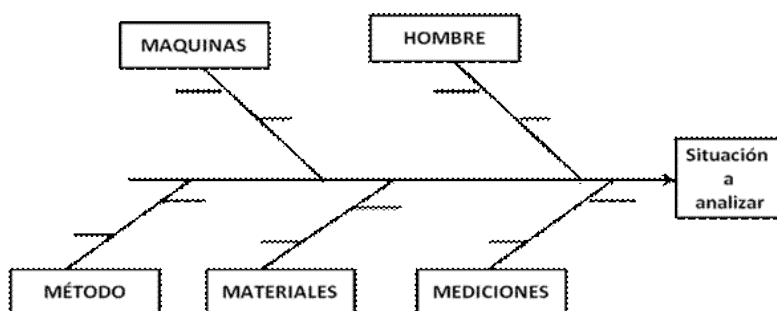 MAQUINAS
HOMBRE
Situación
a
analizar
MÉTODO
MATERIALES
MEDICIONES